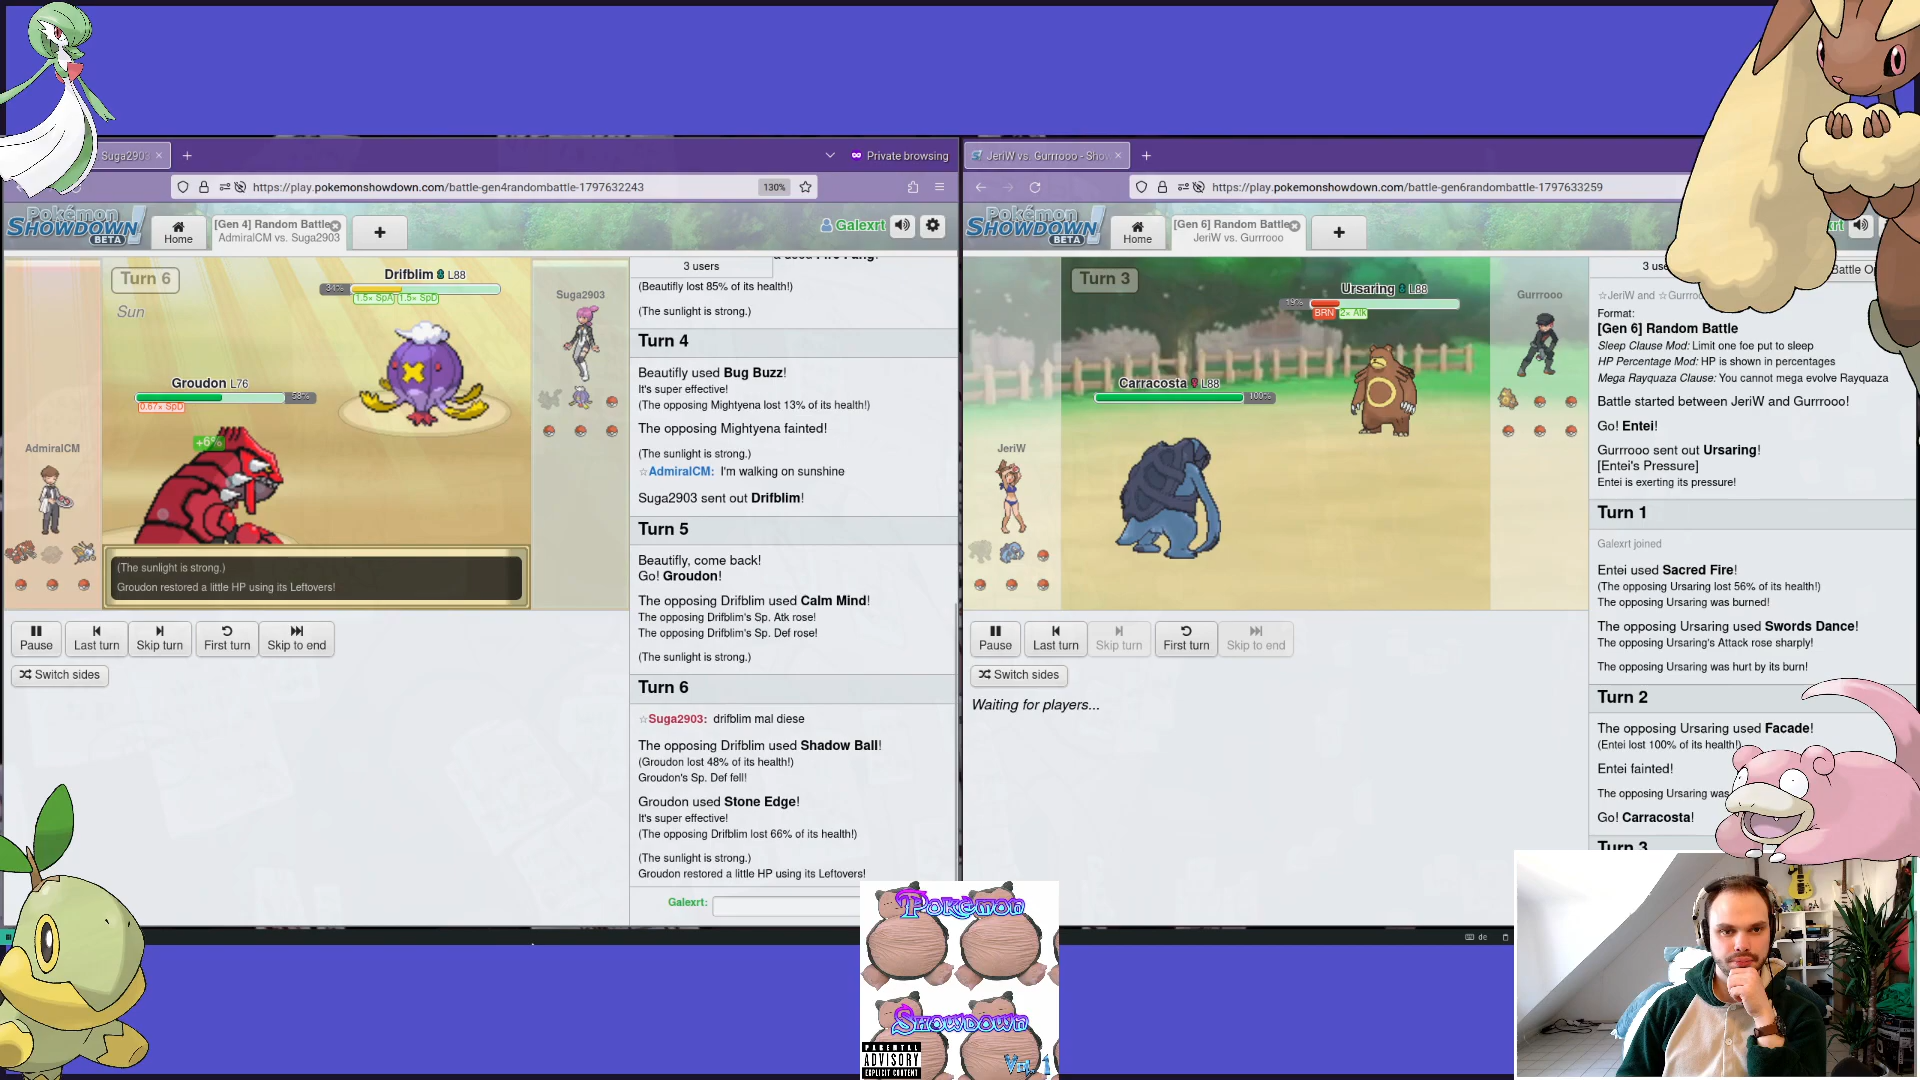 Suga2903
Private browsing
https://play.pokemonshowdown.com/battle-gen4randombattle-1797632243
130%
Pokémon
SHOWDOWN!
BETA
Home
[Gen 4] Random Battle
AdmiralCM vs. Suga2903
Galexrt
Turn 6
Sun
Drifblim L88
34%
1.5× SpA 1.5× SpD
Groudon L76
58%
0.67× SpD
+6%
AdmiralCM
Suga2903
(The sunlight is strong.)
Groudon restored a little HP using its Leftovers!
Pause
Last turn
Skip turn
First turn
Skip to end
Switch sides
3 users
(Beautifly lost 85% of its health!)
(The sunlight is strong.)
Turn 4
Beautifly used Bug Buzz!
It's super effective!
(The opposing Mightyena lost 13% of its health!)
The opposing Mightyena fainted!
(The sunlight is strong.)
☆AdmiralCM: I'm walking on sunshine
Suga2903 sent out Drifblim!
Turn 5
Beautifly, come back!
Go! Groudon!
The opposing Drifblim used Calm Mind!
The opposing Drifblim's Sp. Atk rose!
The opposing Drifblim's Sp. Def rose!
(The sunlight is strong.)
Turn 6
☆Suga2903: drifblim mal diese
The opposing Drifblim used Shadow Ball!
(Groudon lost 48% of its health!)
Groudon's Sp. Def fell!
Groudon used Stone Edge!
It's super effective!
(The opposing Drifblim lost 66% of its health!)
(The sunlight is strong.)
Groudon restored a little HP using its Leftovers!
Galexrt:
JeriW vs. Gurrrooo - Sho
https://play.pokemonshowdown.com/battle-gen6randombattle-1797633259
Pokémon
SHOWDOWN!
BETA
Home
[Gen 6] Random Battle
JeriW vs. Gurrrooo
Turn 3
Ursaring L88
19%
BRN 2× Atk
Carracosta L88
100%
JeriW
Gurrrooo
Pause
Last turn
Skip turn
First turn
Skip to end
Switch sides
Waiting for players...
☆JeriW and ☆Gurrroo
Format:
[Gen 6] Random Battle
Sleep Clause Mod: Limit one foe put to sleep
HP Percentage Mod: HP is shown in percentages
Mega Rayquaza Clause: You cannot mega evolve Rayquaza
Battle started between JeriW and Gurrrooo!
Go! Entei!
Gurrrooo sent out Ursaring!
[Entei's Pressure]
Entei is exerting its pressure!
Turn 1
Galexrt joined
Entei used Sacred Fire!
(The opposing Ursaring lost 56% of its health!)
The opposing Ursaring was burned!
The opposing Ursaring used Swords Dance!
The opposing Ursaring's Attack rose sharply!
The opposing Ursaring was hurt by its burn!
Turn 2
The opposing Ursaring used Facade!
(Entei lost 100% of its health!)
Entei fainted!
The opposing Ursaring was
Go! Carracosta!
Turn 3
de
Pokémon
Showdown
PARENTAL
ADVISORY
EXPLICIT CONTENT
Vol. 1